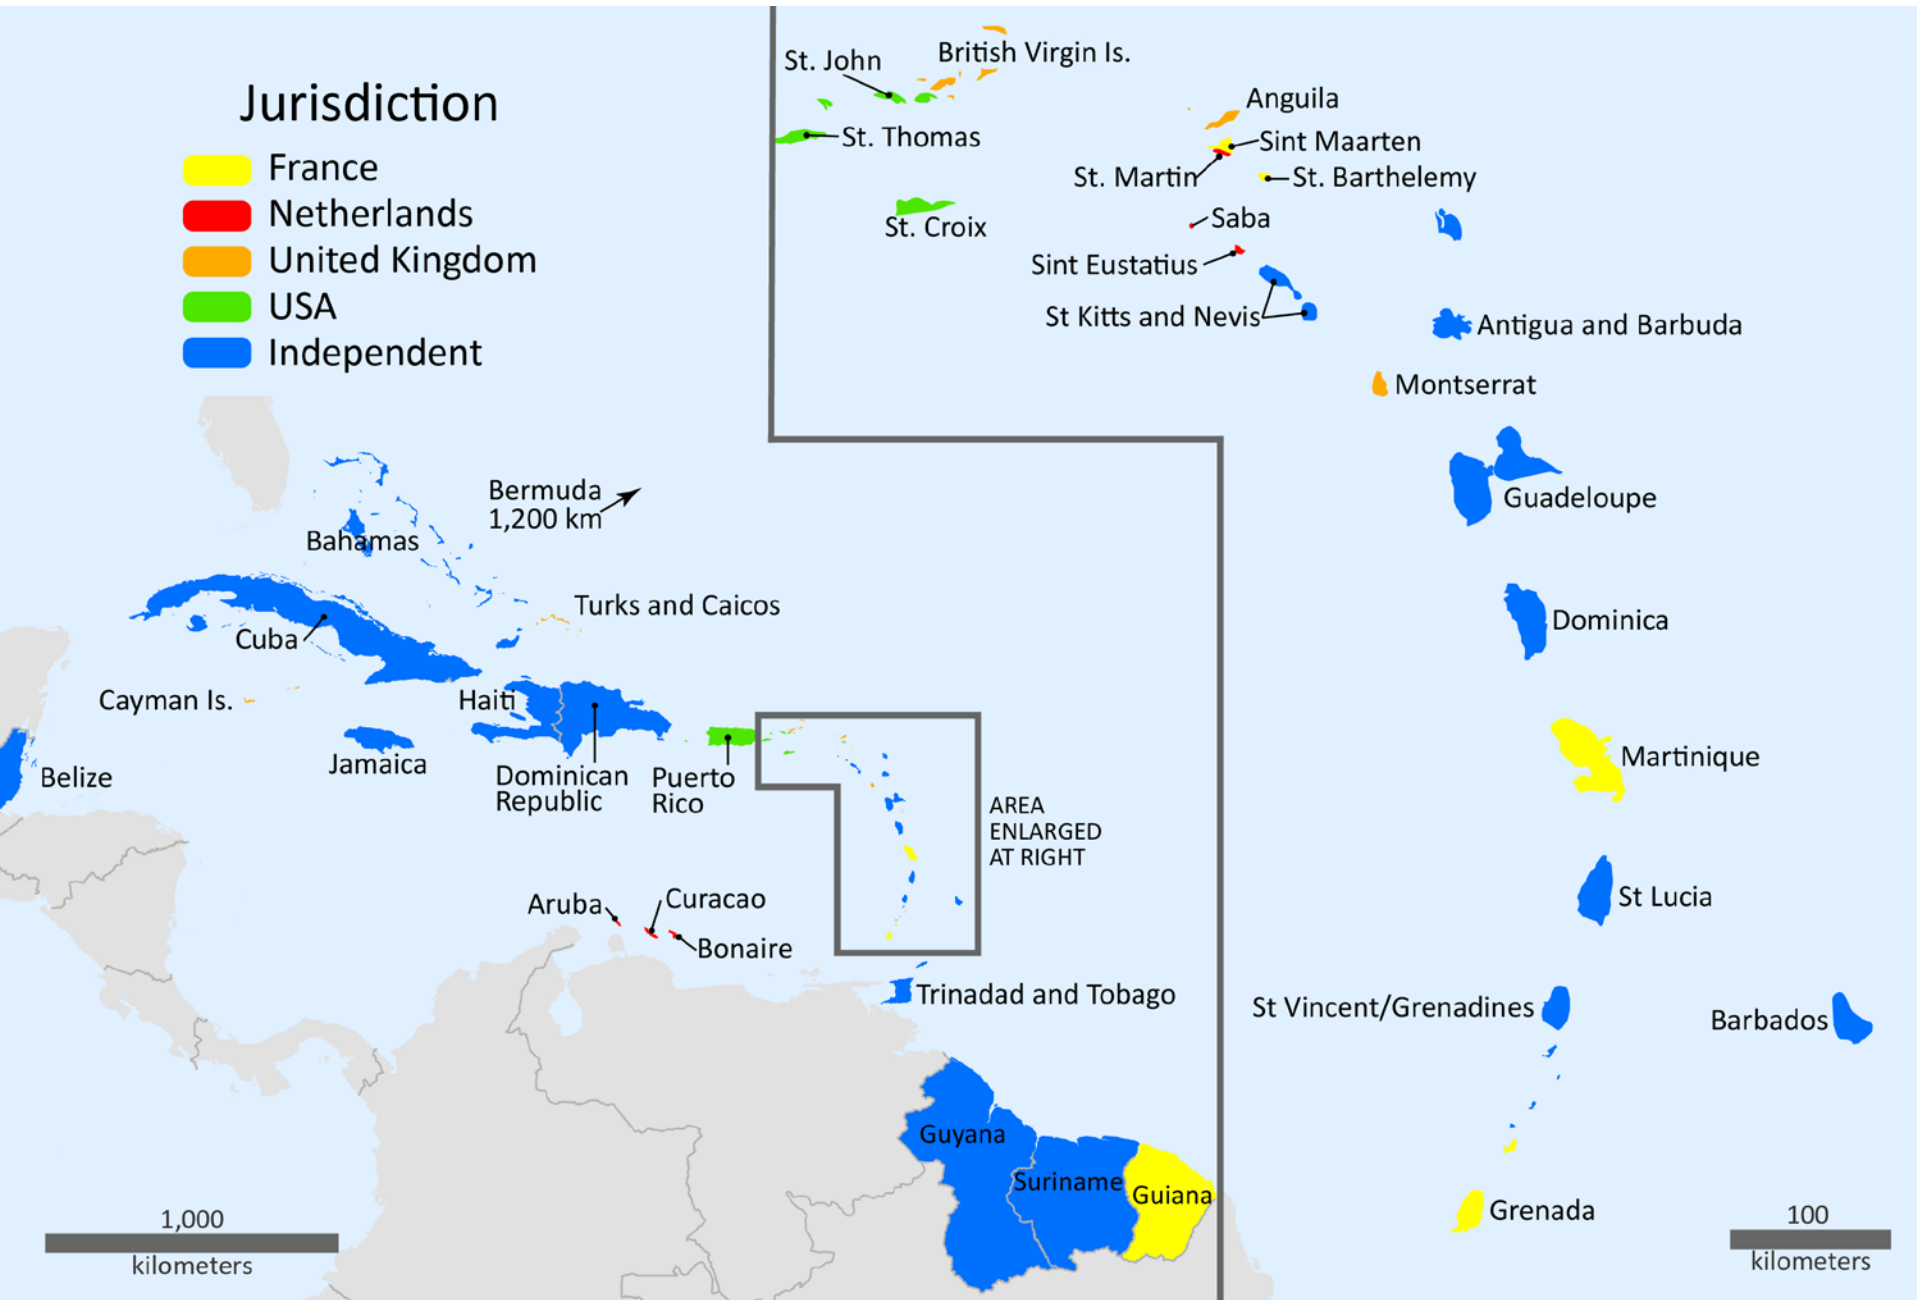 Jurisdiction
France
Netherlands
United Kingdom
USA
Independent
St. John
British Virgin Is.
St. Thomas
St. Croix
Anguila
Sint Maarten
St. Martin
St. Barthelemy
Saba
Sint Eustatius
St Kitts and Nevis
Antigua and Barbuda
Montserrat
Guadeloupe
Dominica
Martinique
St Lucia
St Vincent/Grenadines
Barbados
Grenada
100
kilometers
Bermuda
1,200 km
Bahamas
Turks and Caicos
Cuba
Cayman Is.
Haiti
Jamaica
Belize
Dominican
Republic
Puerto
Rico
AREA
ENLARGED
AT RIGHT
Aruba
Curacao
Bonaire
Trinadad and Tobago
Guyana
Suriname
Guiana
1,000
kilometers